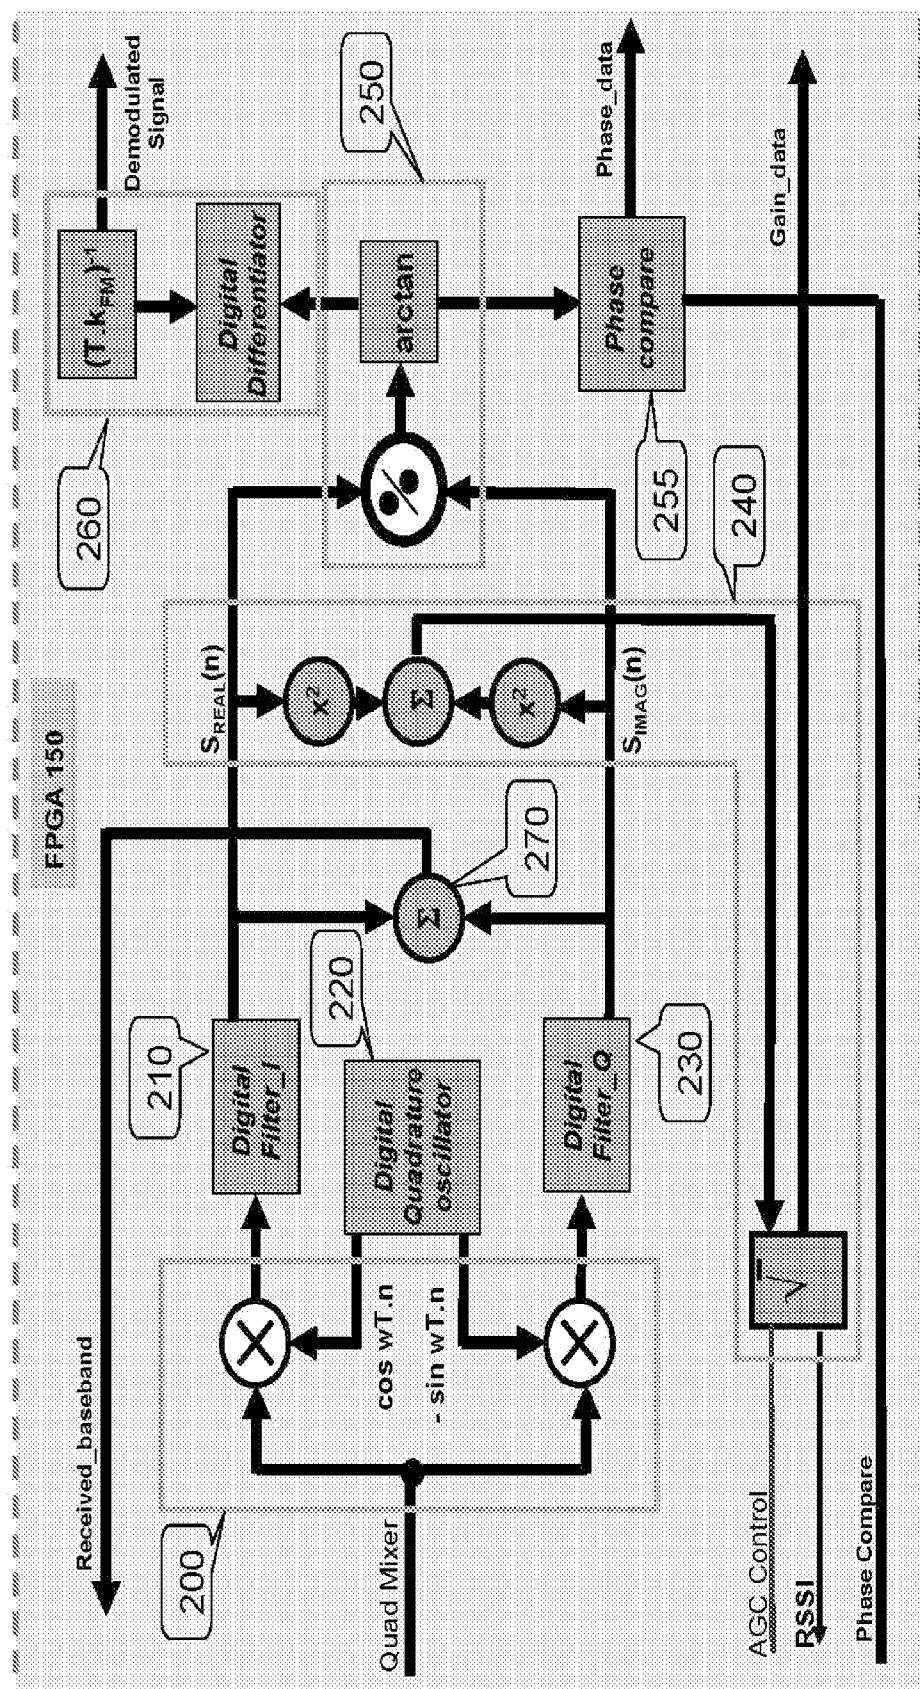 FPGA 150
Received_baseband
200
Quad Mixer
cos wT.n
- sin wT.n
210
Digital
Filter_I
220
Digital
Quadrature
oscillator
Digital
Filter_Q
230
Σ
270
S_REAL(n)
x²
Σ
x²
S_IMAG(n)
240
250
arctan
260
(T.k_FM)⁻¹
Digital
Differentiator
Demodulated
Signal
Phase
compare
255
Phase_data
Gain_data
√
AGC Control
RSSI
Phase Compare